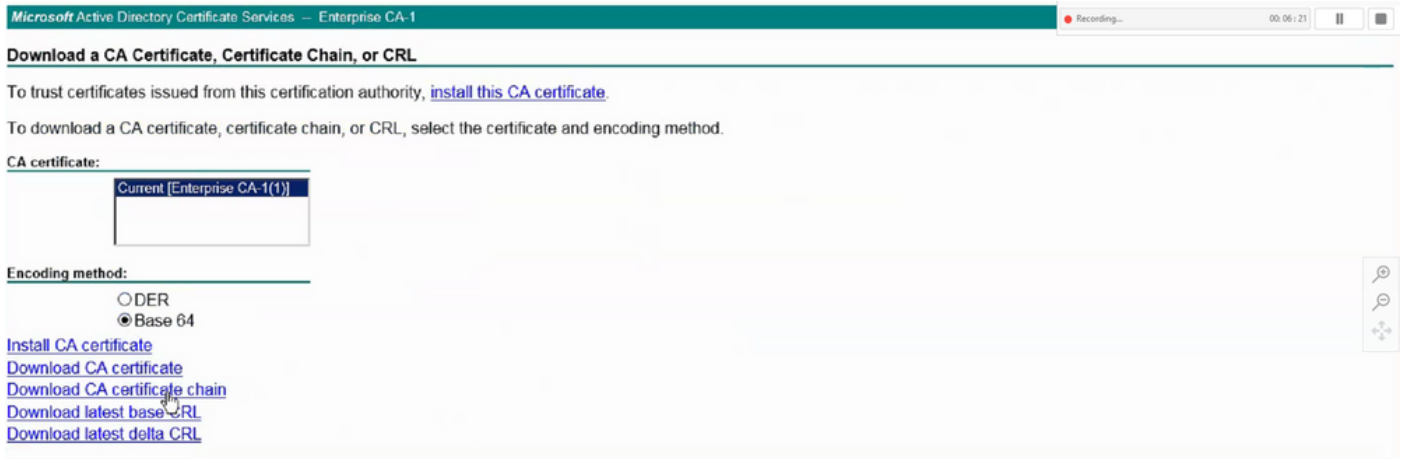 Microsoft Active Directory Certificate Services -- Enterprise CA-1
Recording... 00:06:21
Download a CA Certificate, Certificate Chain, or CRL
To trust certificates issued from this certification authority, install this CA certificate.
To download a CA certificate, certificate chain, or CRL, select the certificate and encoding method.
CA certificate:
Current [Enterprise CA-1(1)]
Encoding method:
DER
Base 64
Install CA certificate
Download CA certificate
Download CA certificate chain
Download latest base CRL
Download latest delta CRL